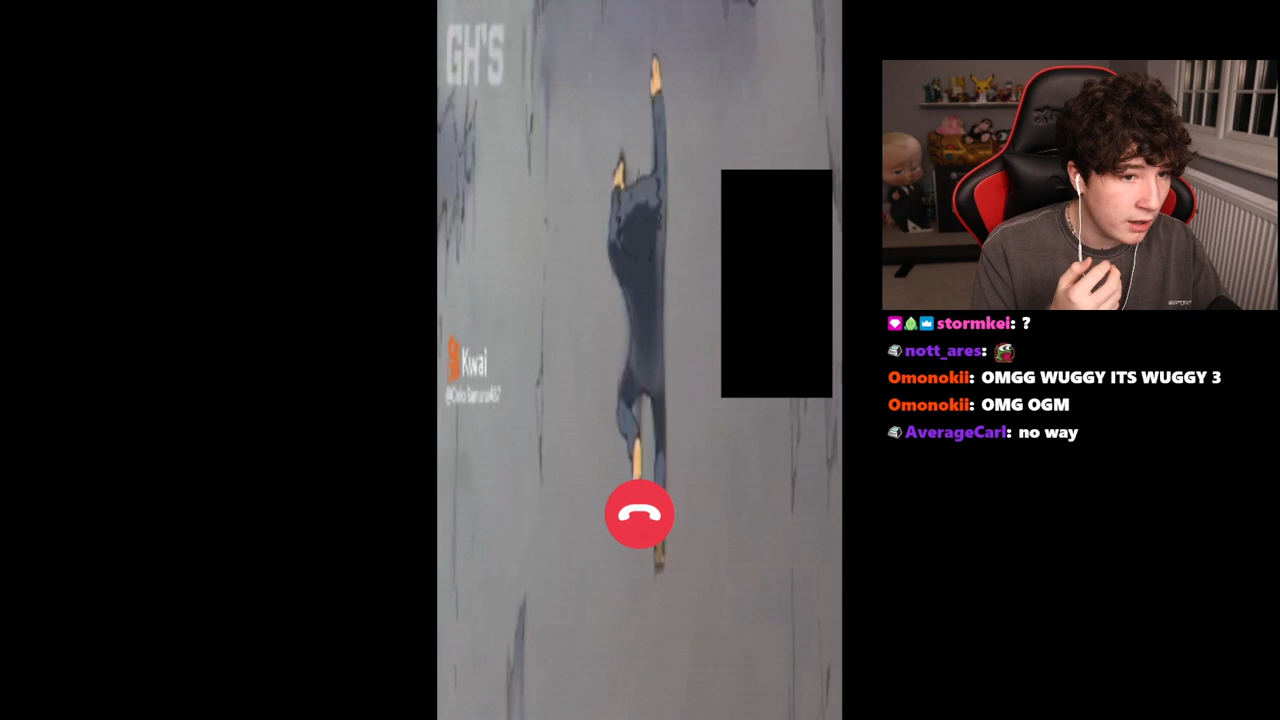 GH'S
Kwai
stormkei: ?
nott_ares:
Omonokii: OMGG WUGGY ITS WUGGY 3
Omonokii: OMG OGM
AverageCarl: no way